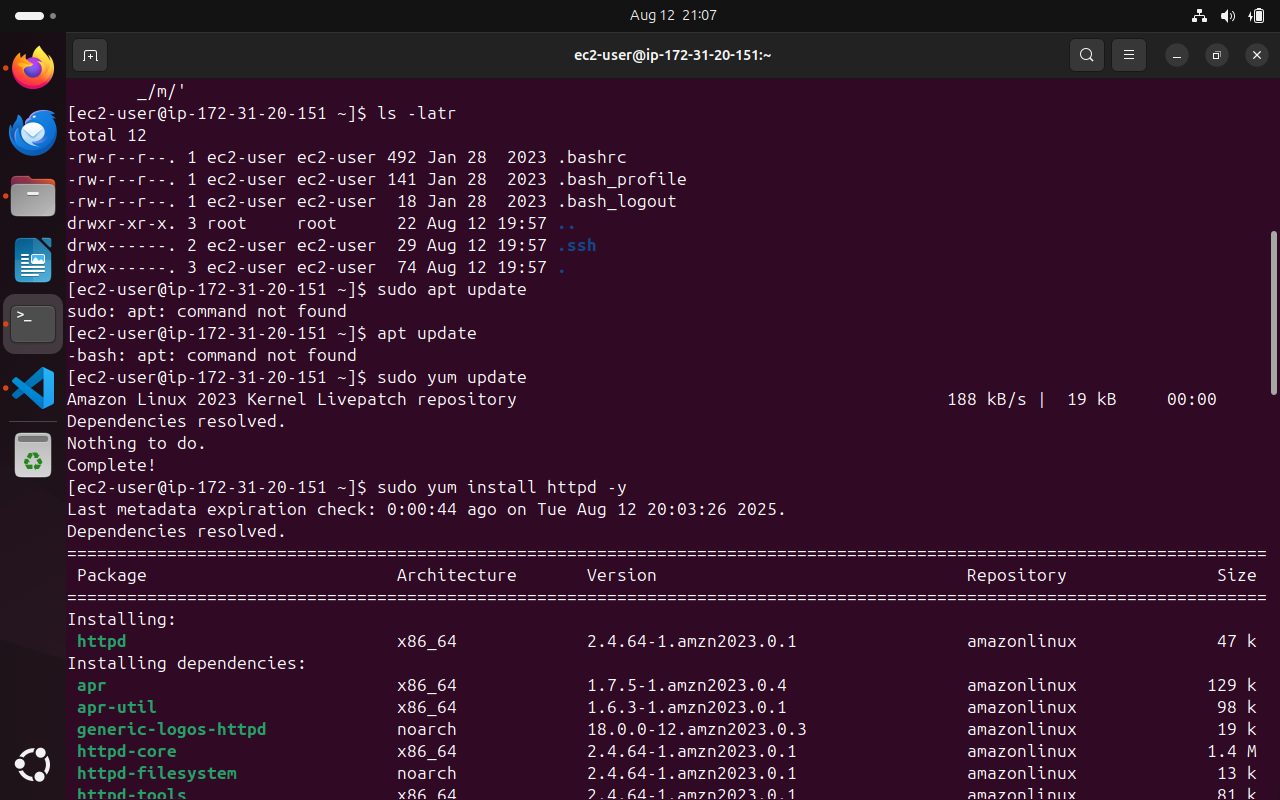 Aug 12 21:07
ec2-user@ip-172-31-20-151:~
_/m/'
[ec2-user@ip-172-31-20-151 ~]$ ls -latr
total 12
-rw-r--r--. 1 ec2-user ec2-user 492 Jan 28  2023 .bashrc
-rw-r--r--. 1 ec2-user ec2-user 141 Jan 28  2023 .bash_profile
-rw-r--r--. 1 ec2-user ec2-user  18 Jan 28  2023 .bash_logout
drwxr-xr-x. 3 root     root      22 Aug 12 19:57 ..
drwx------. 2 ec2-user ec2-user  29 Aug 12 19:57 .ssh
drwx------. 3 ec2-user ec2-user  74 Aug 12 19:57 .
[ec2-user@ip-172-31-20-151 ~]$ sudo apt update
sudo: apt: command not found
[ec2-user@ip-172-31-20-151 ~]$ apt update
-bash: apt: command not found
[ec2-user@ip-172-31-20-151 ~]$ sudo yum update
Amazon Linux 2023 Kernel Livepatch repository                                           188 kB/s |  19 kB     00:00
Dependencies resolved.
Nothing to do.
Complete!
[ec2-user@ip-172-31-20-151 ~]$ sudo yum install httpd -y
Last metadata expiration check: 0:00:44 ago on Tue Aug 12 20:03:26 2025.
Dependencies resolved.
========================================================================================================================
 Package                         Architecture       Version                               Repository               Size
========================================================================================================================
Installing:
 httpd                           x86_64             2.4.64-1.amzn2023.0.1                 amazonlinux              47 k
Installing dependencies:
 apr                             x86_64             1.7.5-1.amzn2023.0.4                  amazonlinux             129 k
 apr-util                        x86_64             1.6.3-1.amzn2023.0.1                  amazonlinux              98 k
 generic-logos-httpd             noarch             18.0.0-12.amzn2023.0.3                amazonlinux              19 k
 httpd-core                      x86_64             2.4.64-1.amzn2023.0.1                 amazonlinux             1.4 M
 httpd-filesystem                noarch             2.4.64-1.amzn2023.0.1                 amazonlinux              13 k
 httpd-tools                     x86_64             2.4.64-1.amzn2023.0.1                 amazonlinux              81 k